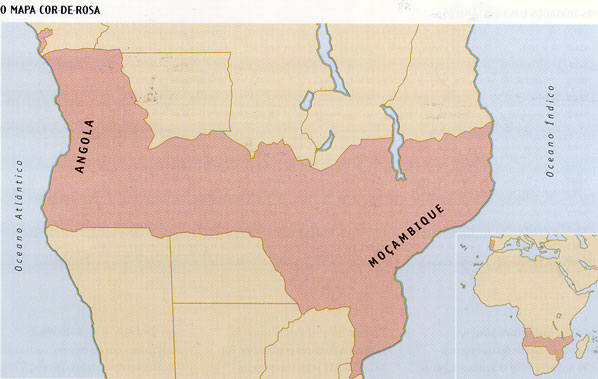 O MAPA COR-DE-ROSA
ANGOLA
MOÇAMBIQUE
Oceano Atlântico
Oceano Índico